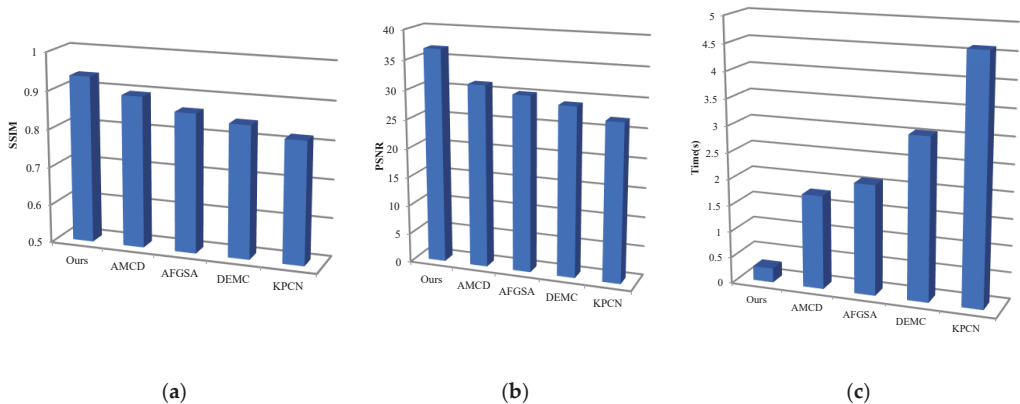 1
0.9
0.8
0.7
0.6
0.5
SSIM
Ours
AMCD
AFGSA
DEMC
KPCN
(a)
40
35
30
25
20
15
10
5
0
PSNR
Ours
AMCD
AFGSA
DEMC
KPCN
(b)
5
4.5
4
3.5
3
2.5
2
1.5
1
0.5
0
Time(s)
Ours
AMCD
AFGSA
DEMC
KPCN
(c)